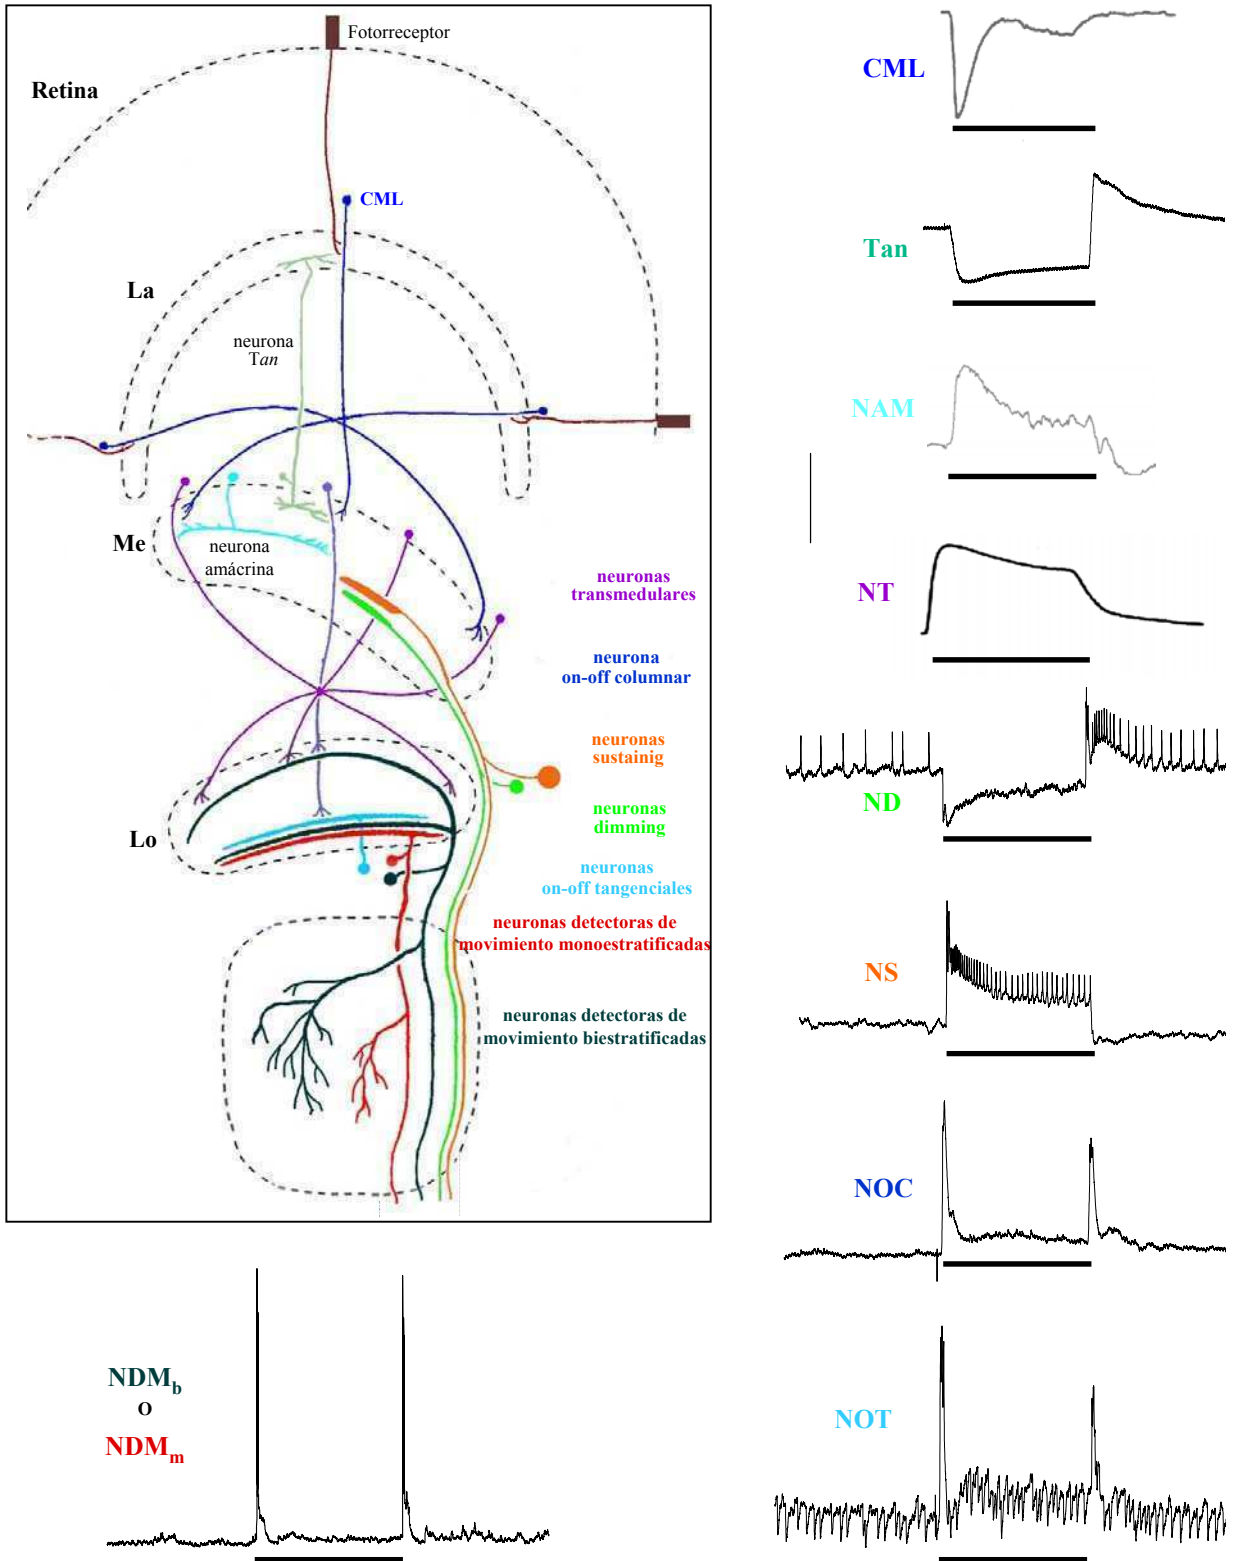 Fotorreceptor
Retina
CML
La
neurona
Tan
Me
neurona
amácrina
neuronas
transmedulares
neurona
on-off columnar
neuronas
sustainig
neuronas
dimming
Lo
neuronas
on-off tangenciales
neuronas detectoras de
movimiento monoestratificadas
neuronas detectoras de
movimiento biestratificadas
CML
Tan
NAM
NT
ND
NS
NOC
NOT
NDMb
O
NDMm